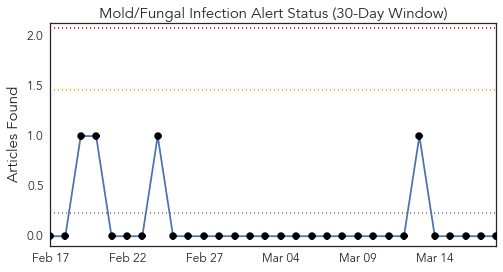 Mold/Fungal Infection Alert Status (30-Day Window)
Articles Found
2.0
1.5
1.0
0.5
0.0
Feb 17 Feb 22 Feb 27 Mar 04 Mar 09 Mar 14